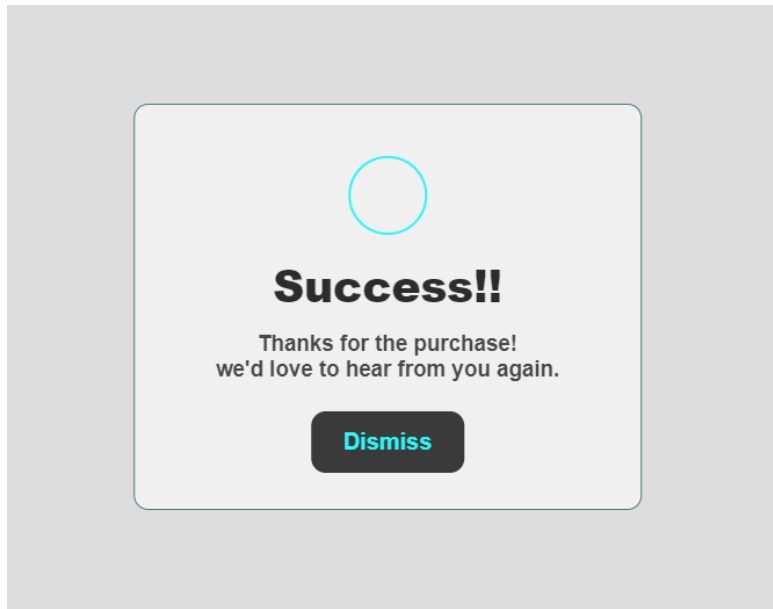 Success!!
Thanks for the purchase!
we'd love to hear from you again.
Dismiss